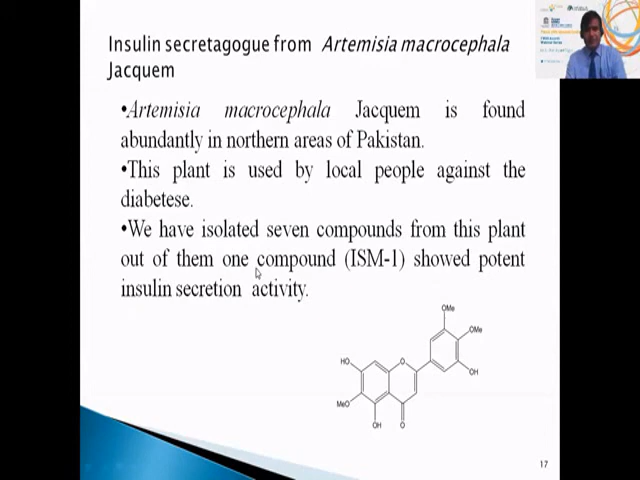 Insulin secretagogue from Artemisia macrocephala
Jacquem
•Artemisia macrocephala Jacquem is found
abundantly in northern areas of Pakistan.
•This plant is used by local people against the
diabetese.
•We have isolated seven compounds from this plant
out of them one compound (ISM-1) showed potent
insulin secretion activity.
OMe
OMe
HO
O
OH
MeO
OH
O
17